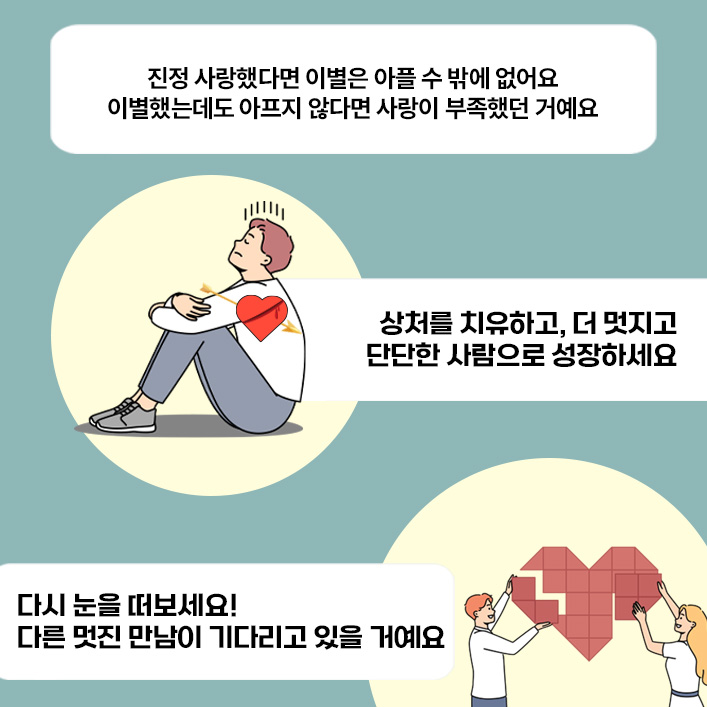 진정 사랑했다면 이별은 아플 수 밖에 없어요
이별했는데도 아프지 않다면 사랑이 부족했던 거예요
상처를 치유하고, 더 멋지고
단단한 사람으로 성장하세요
다시 눈을 떠보세요!
다른 멋진 만남이 기다리고 있을 거예요